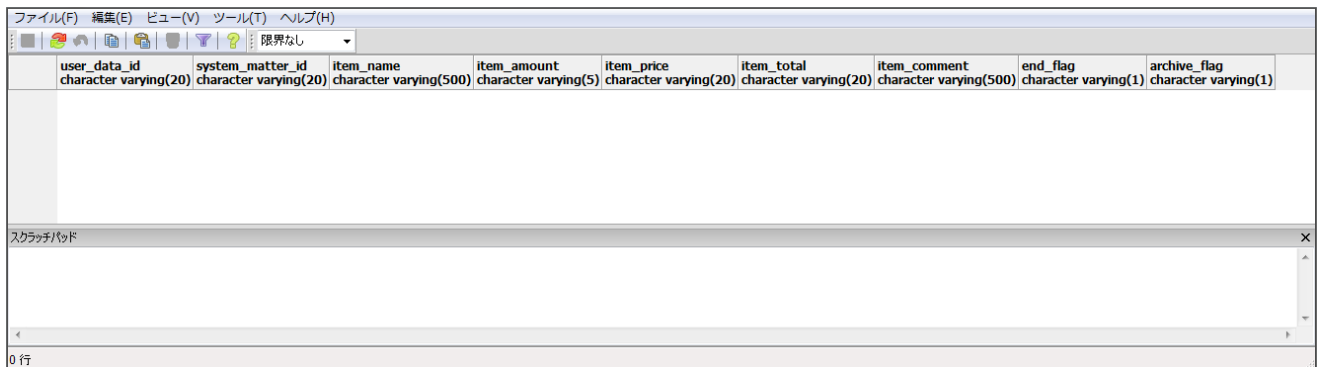 ファイル(F) 編集(E) ビュー(V) ツール(T) ヘルプ(H)
限界なし
user_data_id system_matter_id item_name item_amount item_price item_total item_comment end_flag archive_flag
character varying(20) character varying(20) character varying(500) character varying(5) character varying(20) character varying(20) character varying(500) character varying(1) character varying(1)
スクラッチパッド
0 行